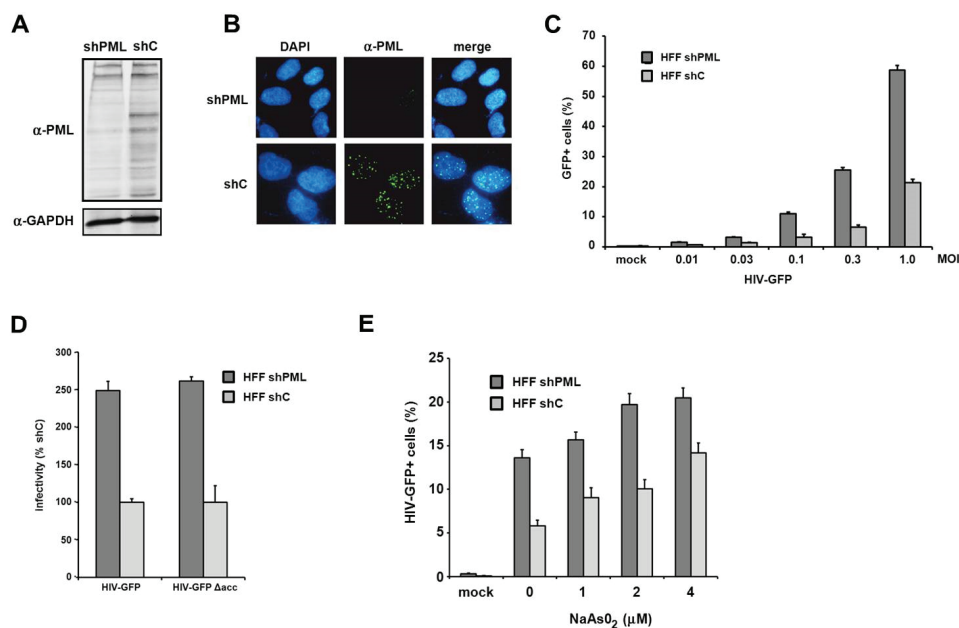 A
shPML shC
α-PML
α-GAPDH
B
DAPI α-PML merge
shPML
shC
C
HFF shPML
HFF shC
GFP+ cells (%)
70
60
50
40
30
20
10
0
mock 0.01 0.03 0.1 0.3 1.0 MOI
HIV-GFP
D
HFF shPML
HFF shC
Infectivity (% shC)
300
250
200
150
100
50
0
HIV-GFP HIV-GFP Δacc
E
HFF shPML
HFF shC
HIV-GFP+ cells (%)
25
20
15
10
5
0
mock 0 1 2 4
NaAs0₂ (μM)